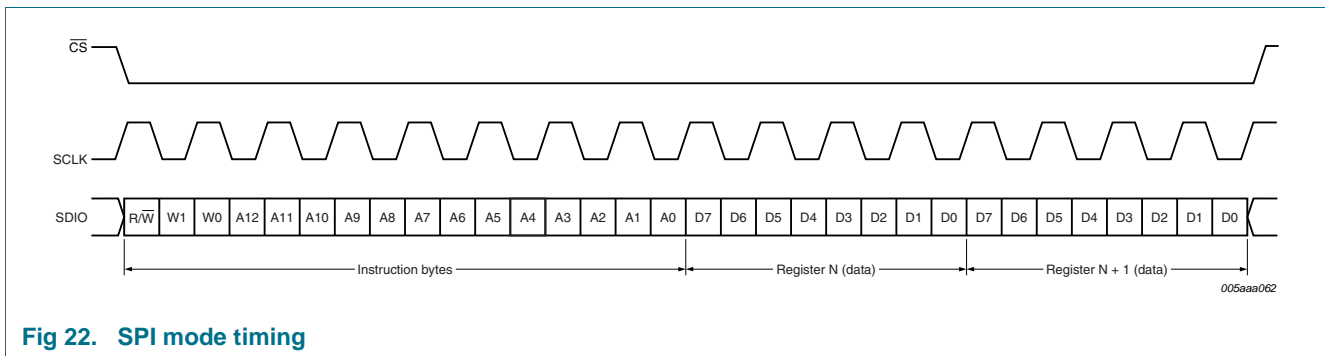 CS
SCLK
SDIO R/W W1 W0 A12 A11 A10 A9 A8 A7 A6 A5 A4 A3 A2 A1 A0 D7 D6 D5 D4 D3 D2 D1 D0 D7 D6 D5 D4 D3 D2 D1 D0
Instruction bytes Register N (data) Register N + 1 (data)
005aaa062
Fig 22. SPI mode timing